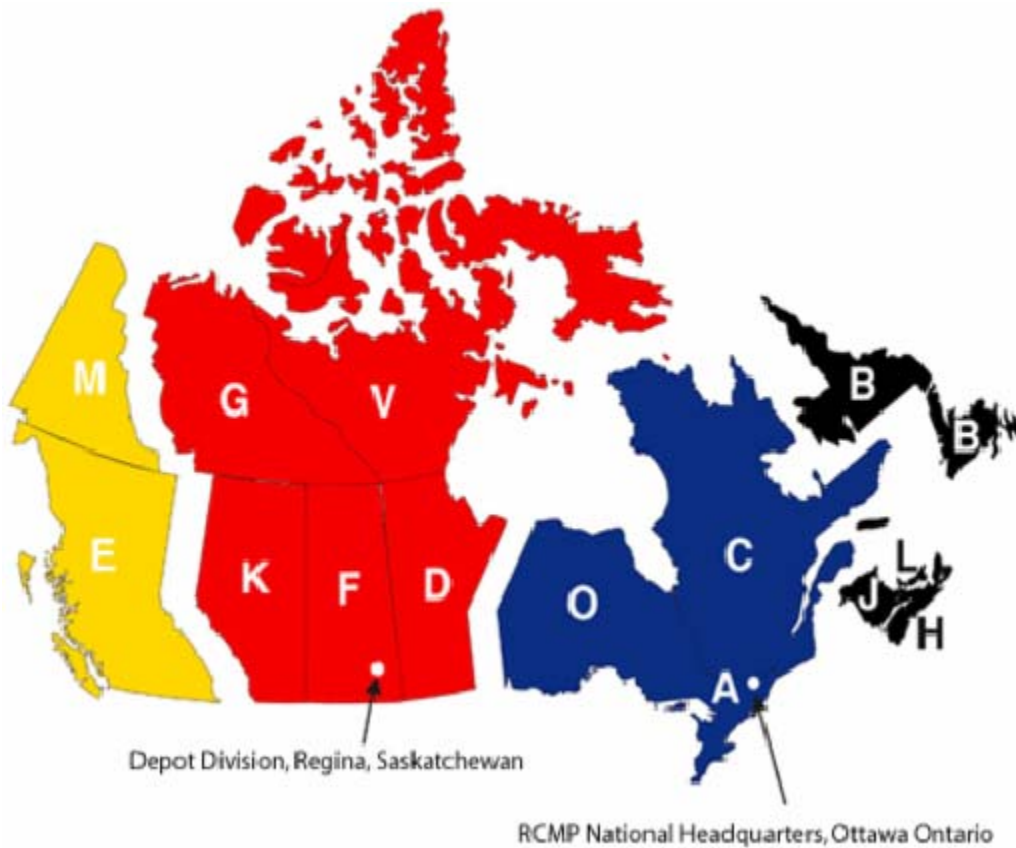 M
G
V
B
B
E
K
F
D
O
C
L
J
H
A
Depot Division, Regina, Saskatchewan
RCMP National Headquarters, Ottawa Ontario